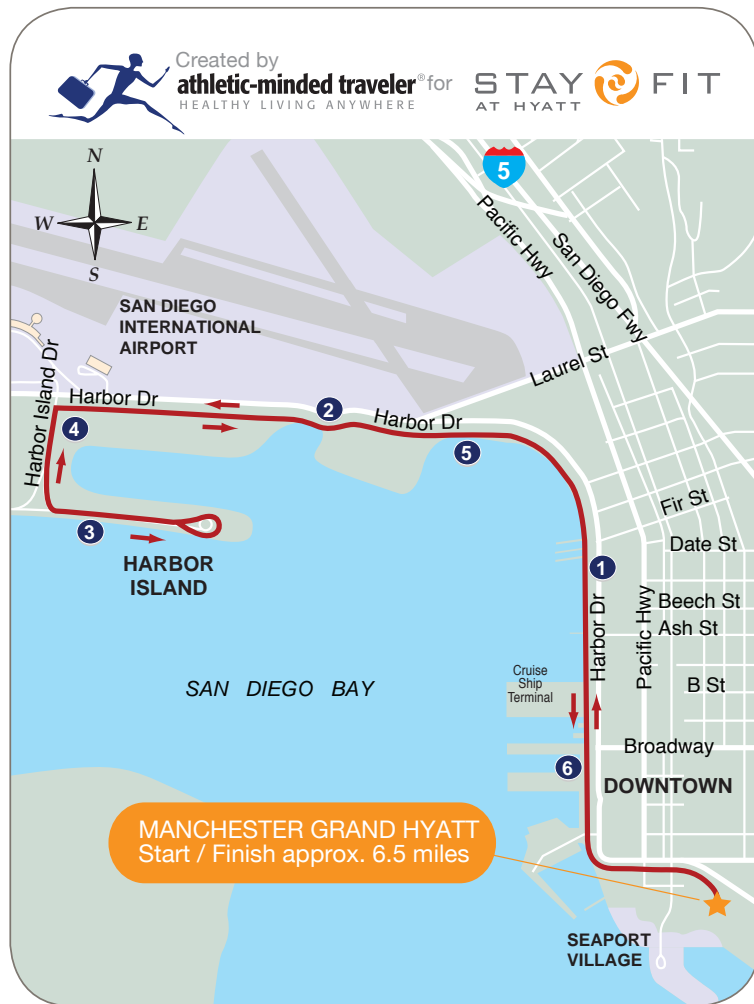 Created by
athletic-minded traveler® for
HEALTHY LIVING ANYWHERE
STAY FIT
AT HYATT
N
W E
S
5
Pacific Hwy
San Diego Fwy
SAN DIEGO
INTERNATIONAL
AIRPORT
Laurel St
Harbor Island Dr
Harbor Dr
2
Harbor Dr
4
5
3
Fir St
Date St
HARBOR
ISLAND
1
Beech St
Ash St
Harbor Dr
Pacific Hwy
SAN DIEGO BAY
Cruise
Ship
Terminal
B St
Broadway
6
DOWNTOWN
MANCHESTER GRAND HYATT
Start / Finish approx. 6.5 miles
SEAPORT
VILLAGE